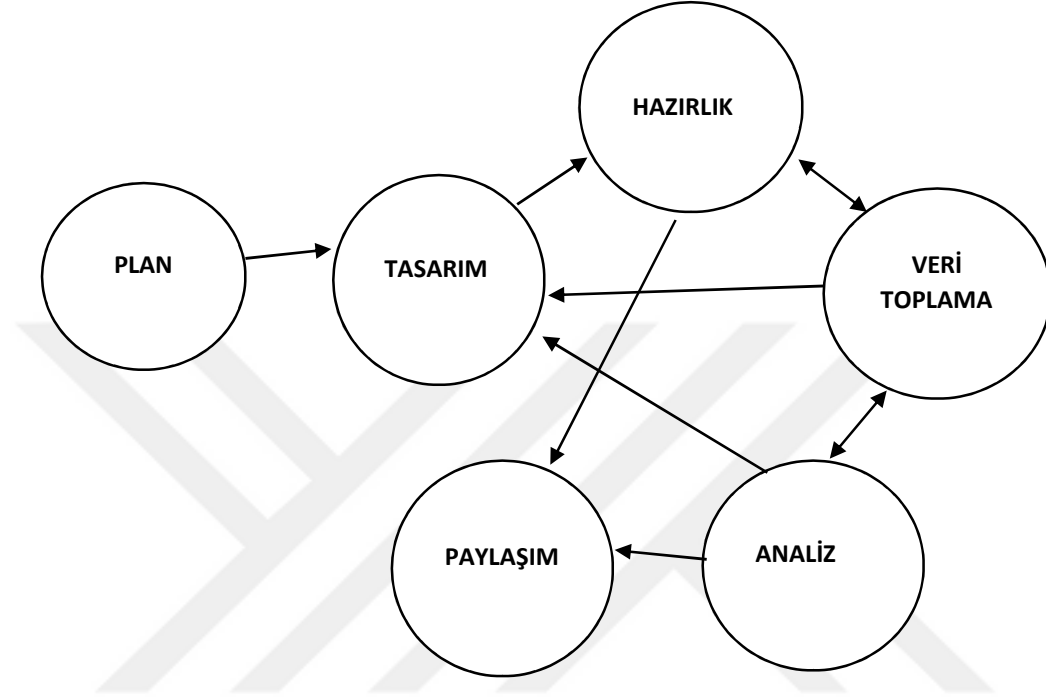 HAZIRLIK
PLAN
TASARIM
VERİ
TOPLAMA
PAYLAŞIM
ANALİZ